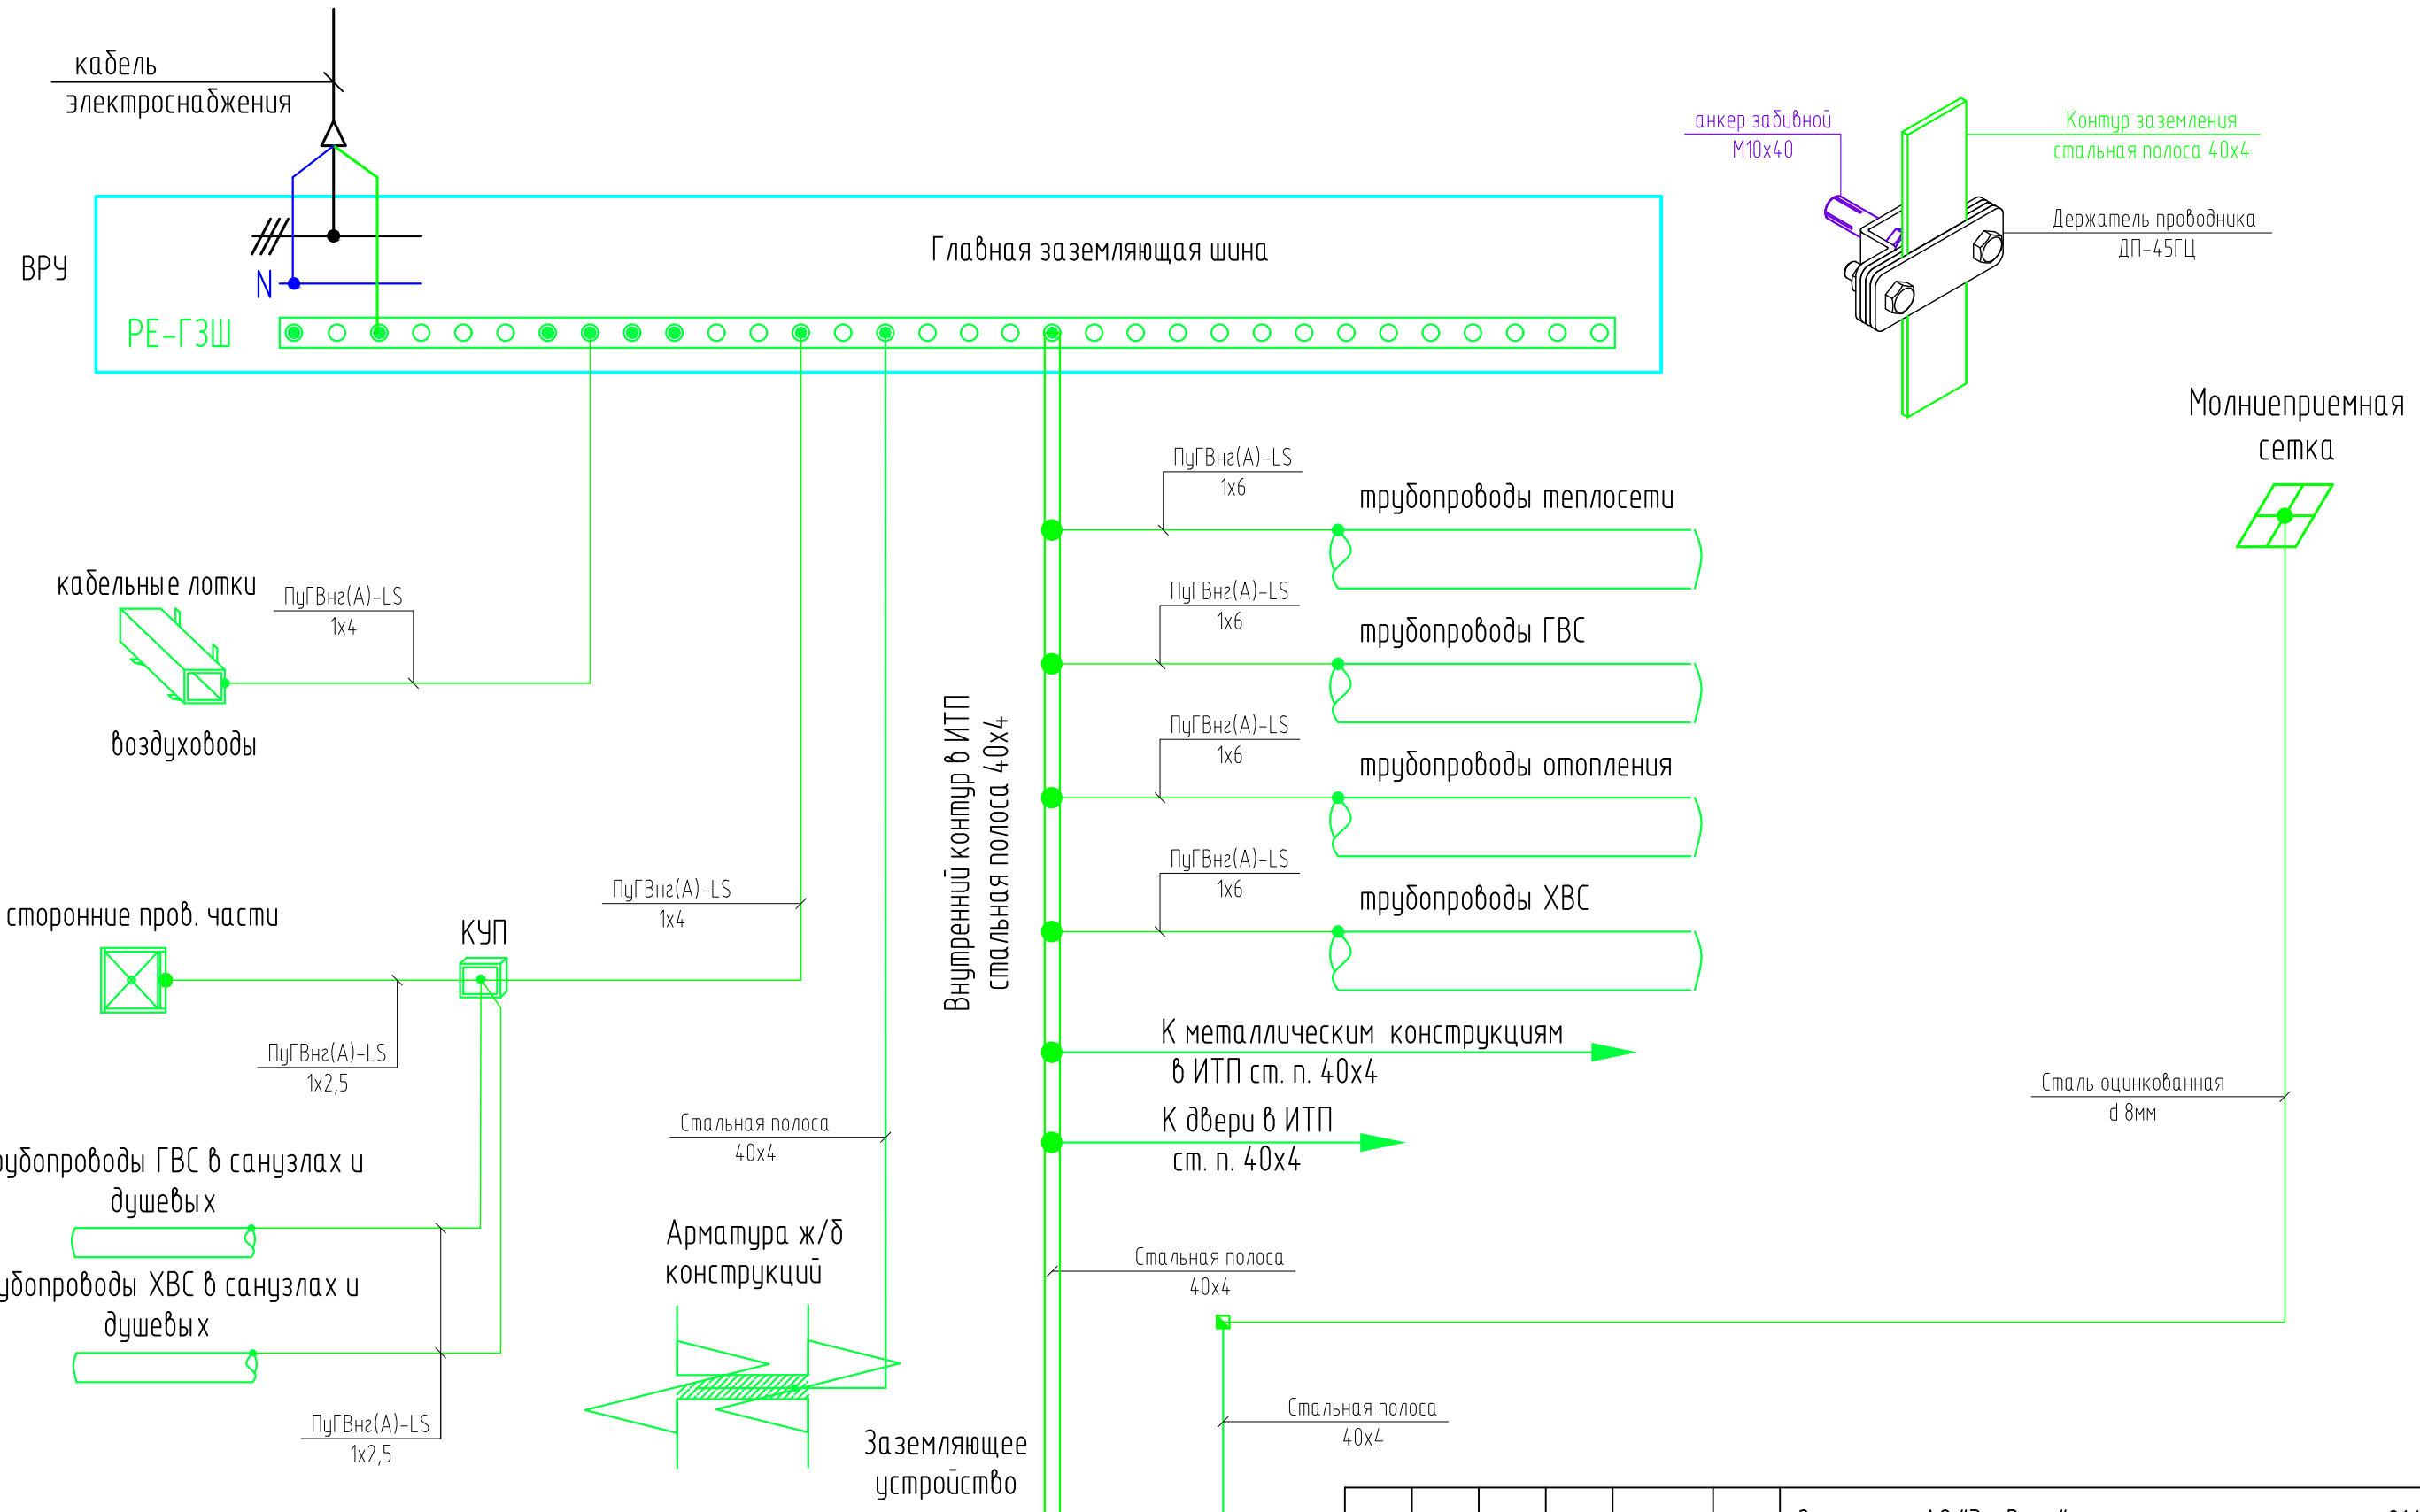 кабель
электроснабжения
ВРУ
N
PE-ГЗШ
Главная заземляющая шина
анкер забивной
М10х40
Контур заземления
стальная полоса 40х4
Держатель проводника
ДП-45ГЦ
Молниеприемная
сетка
кабельные лотки
ПуГВнг(А)-LS
1х4
воздуховоды
сторонние пров. части
КУП
ПуГВнг(А)-LS
1х4
ПуГВнг(А)-LS
1х2,5
Внутренний контур в ИТП
стальная полоса 40х4
ПуГВнг(А)-LS
1х6
трубопроводы теплосети
ПуГВнг(А)-LS
1х6
трубопроводы ГВС
ПуГВнг(А)-LS
1х6
трубопроводы отопления
ПуГВнг(А)-LS
1х6
трубопроводы ХВС
К металлическим конструкциям
в ИТП ст. п. 40х4
К двери в ИТП
ст. п. 40х4
Сталь оцинкованная
d 8мм
ГВС в санузлах и
душевых
ХВС в санузлах и
душевых
ПуГВнг(А)-LS
1х2,5
Стальная полоса
40х4
Арматура ж/б
конструкций
Стальная полоса
40х4
Стальная полоса
40х4
Заземляющее
устройство